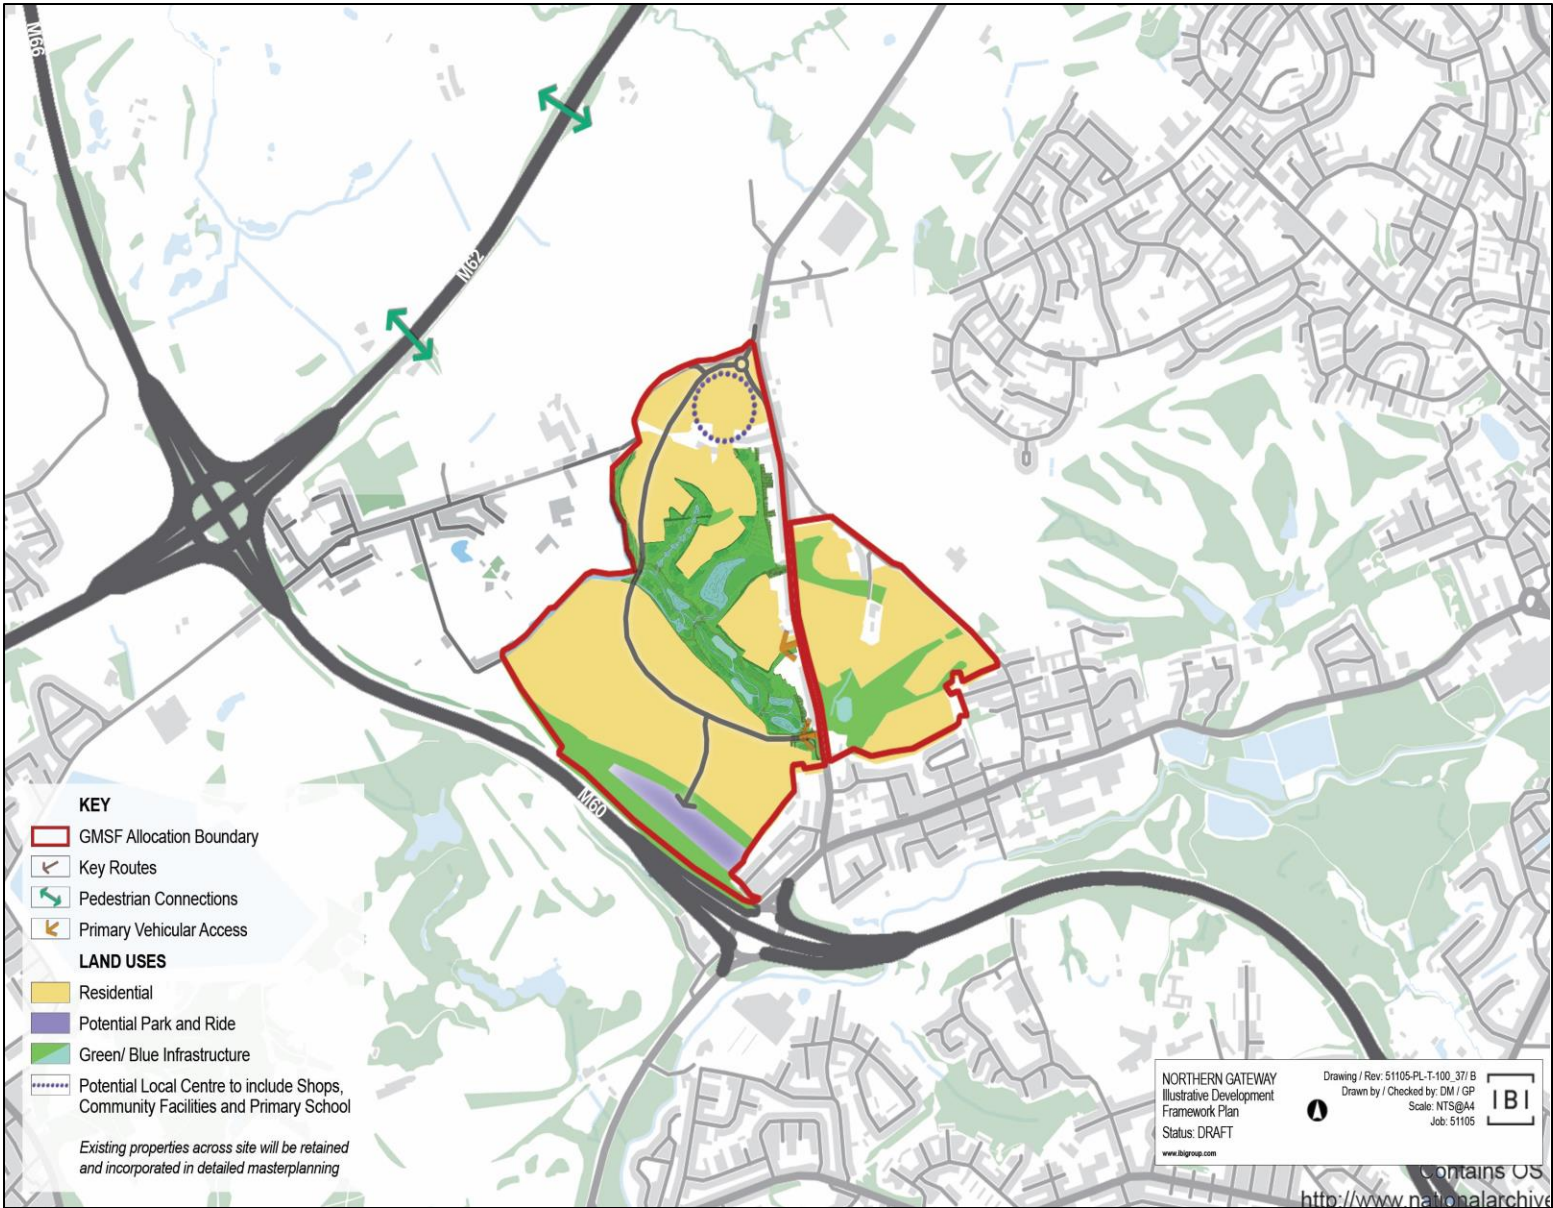 M66
M62
M60
KEY
GMSF Allocation Boundary
Key Routes
Pedestrian Connections
Primary Vehicular Access
LAND USES
Residential
Potential Park and Ride
Green/ Blue Infrastructure
Potential Local Centre to include Shops,
Community Facilities and Primary School
Existing properties across site will be retained
and incorporated in detailed masterplanning
NORTHERN GATEWAY
Illustrative Development
Framework Plan
Status: DRAFT
www.ibigroup.com
Drawing / Rev: 51105-PL-T-100_37/ B
Drawn by / Checked by: DM / GP
Scale: NTS@A4
Job: 51105
IBI
Contains OS
http://www.nationalarchive